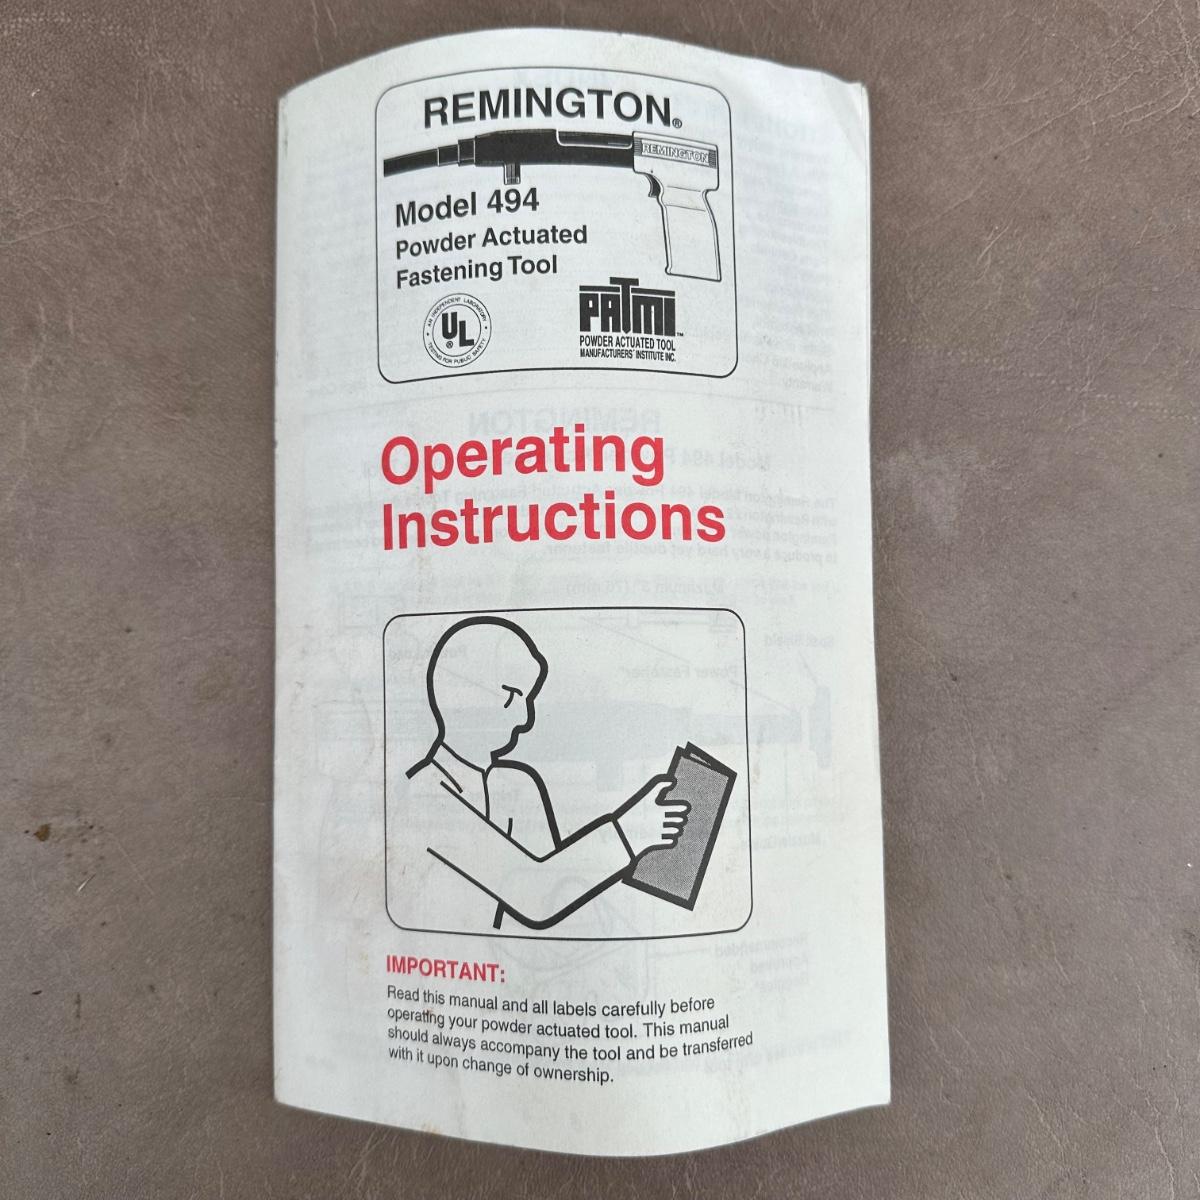 REMINGTON®
REMINGTON
Model 494
Powder Actuated
Fastening Tool
AN INDEPENDENT LABORATORY
UL®
TESTING FOR PUBLIC SAFETY
PATMI™
POWDER ACTUATED TOOL
MANUFACTURERS' INSTITUTE INC.
Operating
Instructions
IMPORTANT:
Read this manual and all labels carefully before
operating your powder actuated tool. This manual
should always accompany the tool and be transferred
with it upon change of ownership.